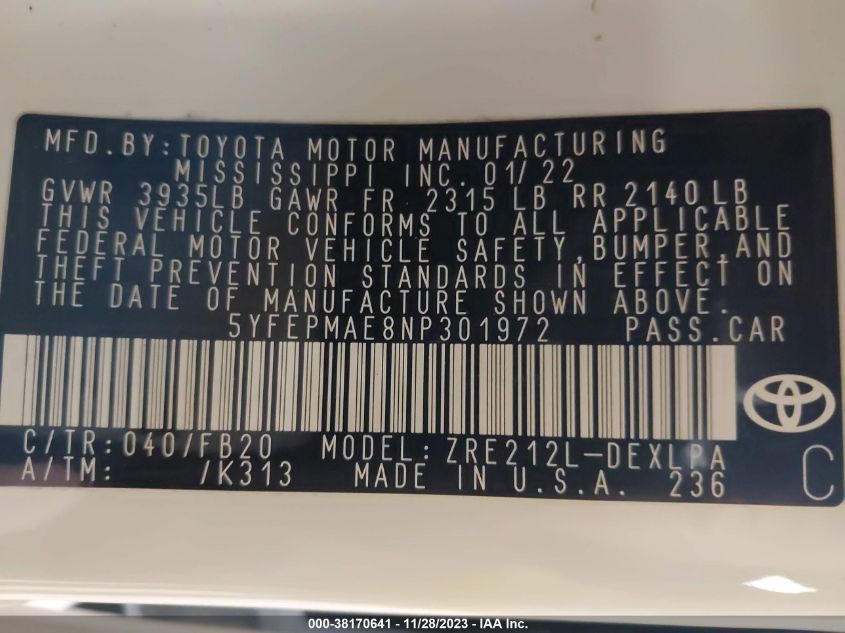 MFD.BY:TOYOTA MOTOR MANUFACTURING
MISSISSIPPI INC. 01/22
GVWR 3935LB GAWR FR 2315 LB RR 2140 LB
THIS VEHICLE CONFORMS TO ALL APPLICABLE
FEDERAL MOTOR VEHICLE SAFETY,BUMPER,AND
THEFT PREVENTION STANDARDS IN EFFECT ON
THE DATE OF MANUFACTURE SHOWN ABOVE.
5YFEPMAE8NP301972 PASS.CAR
C/TR:040/FB20 MODEL:ZRE212L-DEXLPA
A/TM: /K313 MADE IN U.S.A. 236 C
000-38170641 - 11/28/2023 - IAA Inc.